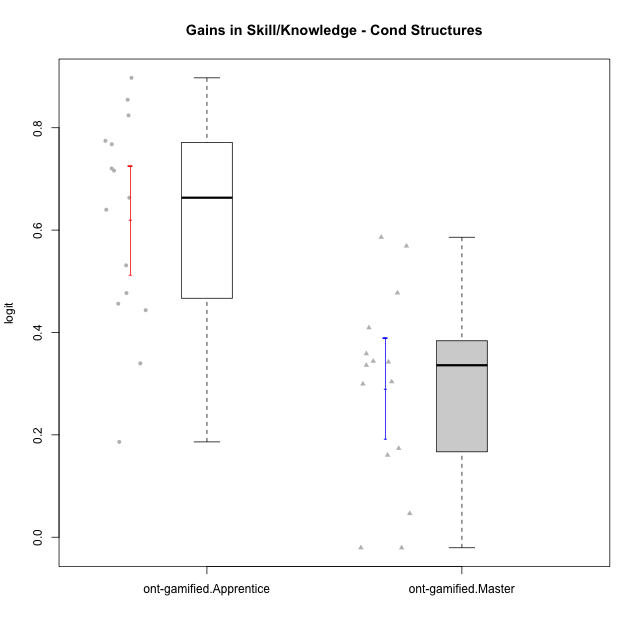 Gains in Skill/Knowledge - Cond Structures
logit
0.8
0.6
0.4
0.2
0.0
ont-gamified.Apprentice
ont-gamified.Master